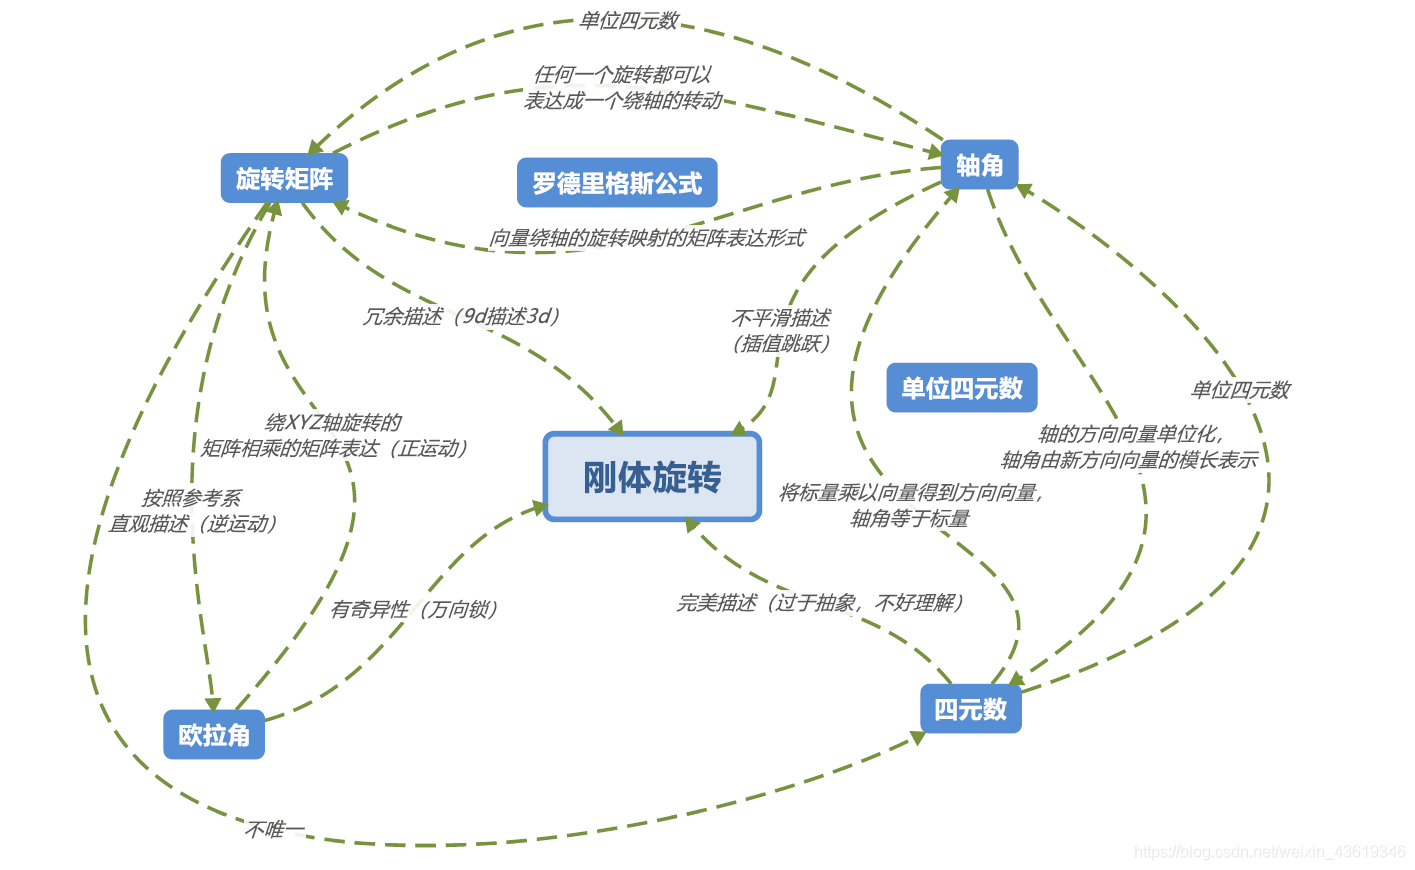 单位四元数
任何一个旋转都可以
表达成一个绕轴的转动
旋转矩阵
罗德里格斯公式
轴角
向量绕轴的旋转映射的矩阵表达形式
冗余描述（9d描述3d）
不平滑描述
（插值跳跃）
单位四元数
单位四元数
绕XYZ轴旋转的
矩阵相乘的矩阵表达（正运动）
轴的方向向量单位化，
轴角由新方向向量的模长表示
刚体旋转
按照参考系
直观描述（逆运动）
将标量乘以向量得到方向向量，
轴角等于标量
有奇异性（万向锁）
完美描述（过于抽象，不好理解）
欧拉角
四元数
不唯一
https://blog.csdn.net/weixin_43619346